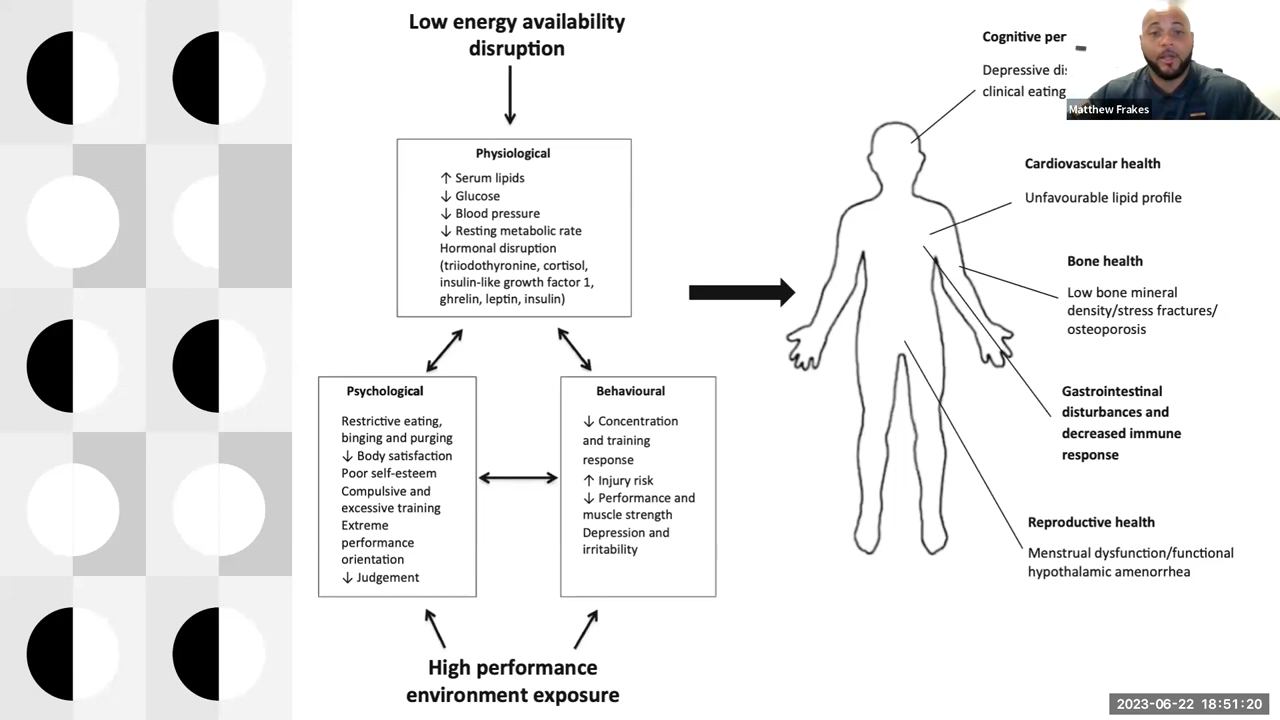 Low energy availability
disruption
Physiological
↑ Serum lipids
↓ Glucose
↓ Blood pressure
↓ Resting metabolic rate
Hormonal disruption
(triiodothyronine, cortisol,
insulin-like growth factor 1,
ghrelin, leptin, insulin)
Psychological
Restrictive eating,
binging and purging
↓ Body satisfaction
Poor self-esteem
Compulsive and
excessive training
Extreme
performance
orientation
↓ Judgement
Behavioural
↓ Concentration
and training
response
↑ Injury risk
↓ Performance and
muscle strength
Depression and
irritability
High performance
environment exposure
Cognitive
Depressive
clinical eating
Matthew Frakes
Cardiovascular health
Unfavourable lipid profile
Bone health
Low bone mineral
density/stress fractures/
osteoporosis
Gastrointestinal
disturbances and
decreased immune
response
Reproductive health
Menstrual dysfunction/functional
hypothalamic amenorrhea
2023-06-22 18:51:20